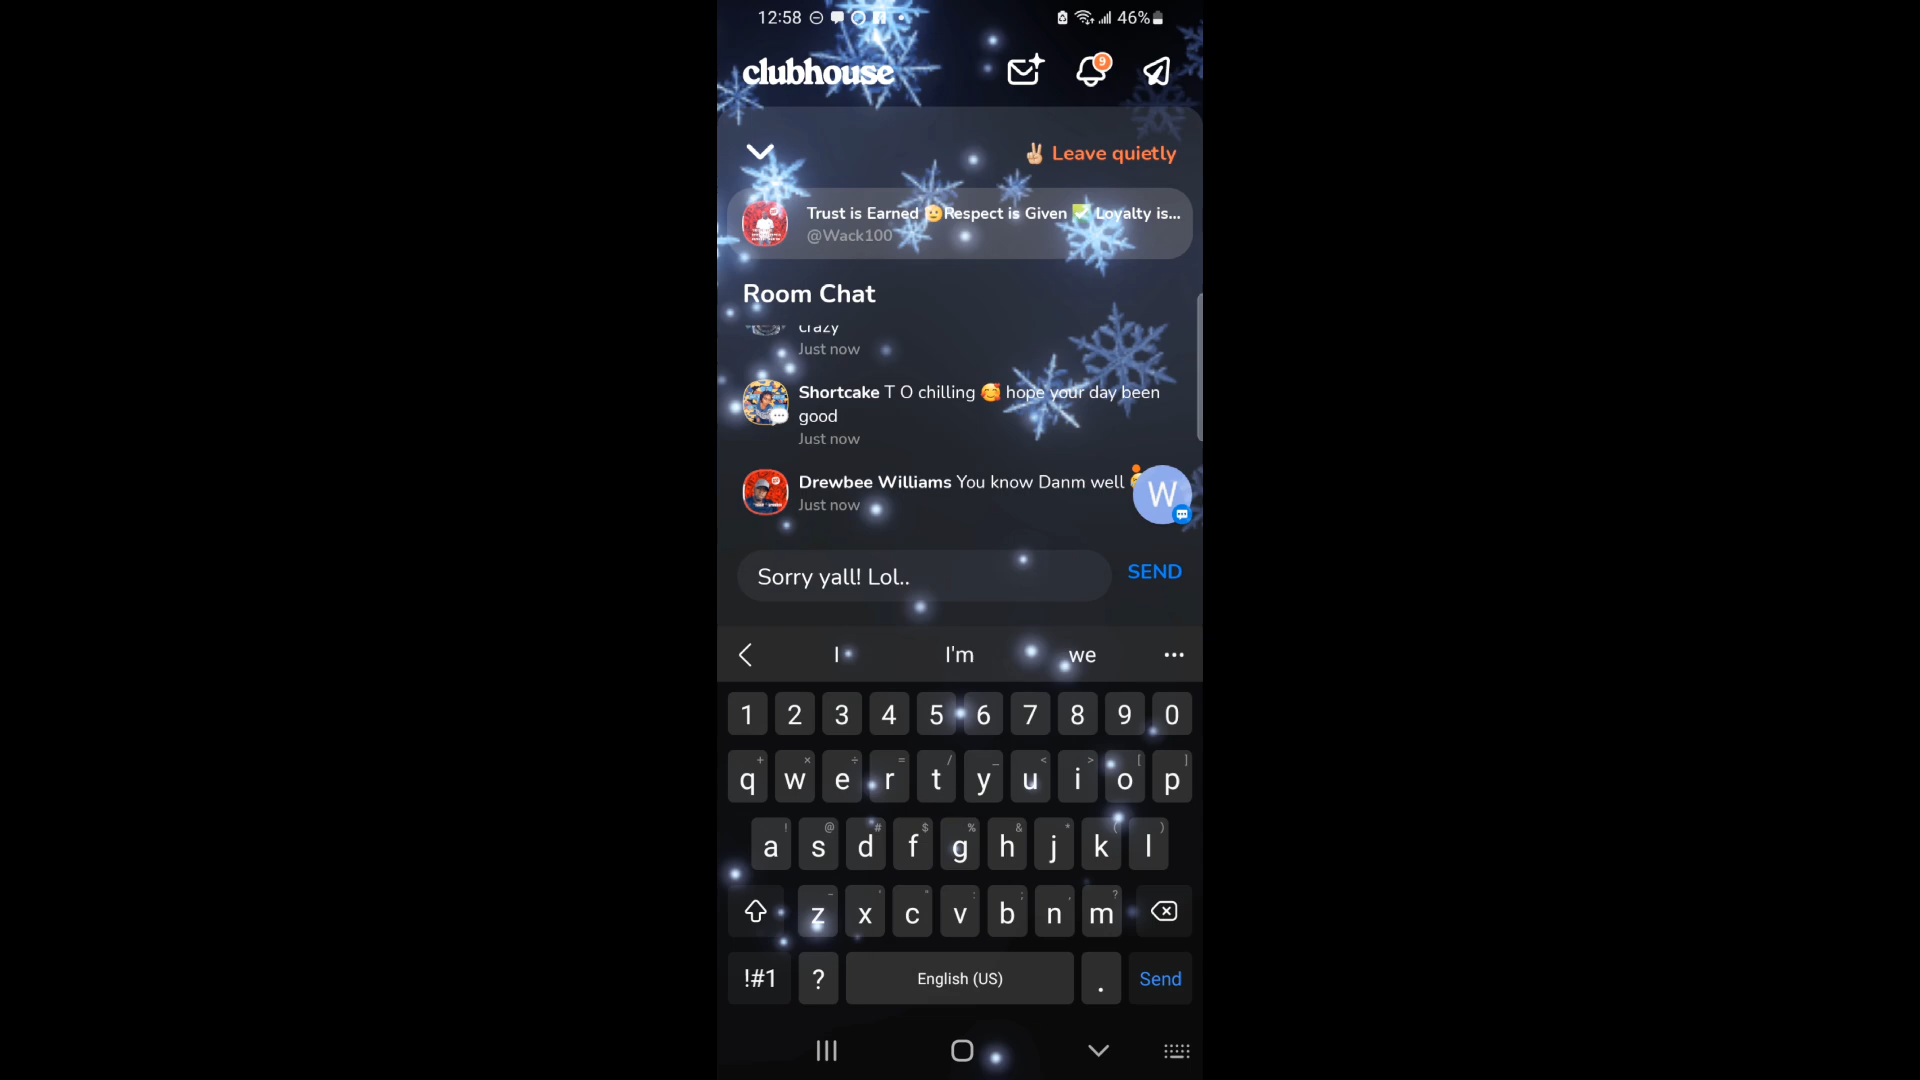 12:58 46%
clubhouse 9
✌🏼 Leave quietly
Trust is Earned 🫡Respect is Given ✅ Loyalty is...
@Wack100
Room Chat
crazy
Just now
Shortcake T O chilling 🥰 hope your day been
good
Just now
Drewbee Williams You know Danm well
Just now
W
Sorry yall! Lol..
SEND
I I'm we ...
1 2 3 4 5 6 7 8 9 0
+ × ÷ = / _ < > [ ]
q w e r t y u i o p
! @ # $ % & * ( )
a s d f g h j k l
- ' " : ; , ?
z x c v b n m
!#1 ? English (US) . Send